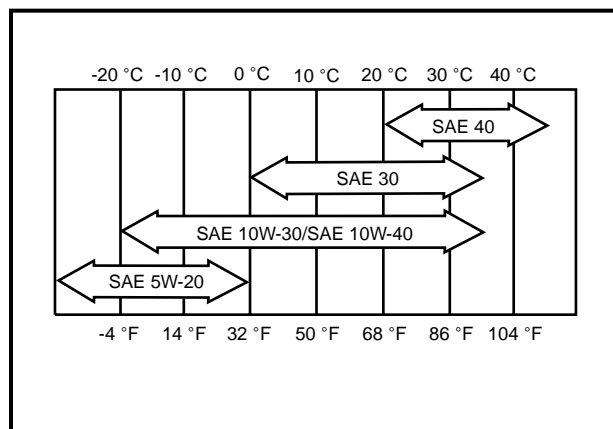 -20 °C -10 °C 0 °C 10 °C 20 °C 30 °C 40 °C
SAE 40
SAE 30
SAE 10W-30/SAE 10W-40
SAE 5W-20
-4 °F 14 °F 32 °F 50 °F 68 °F 86 °F 104 °F